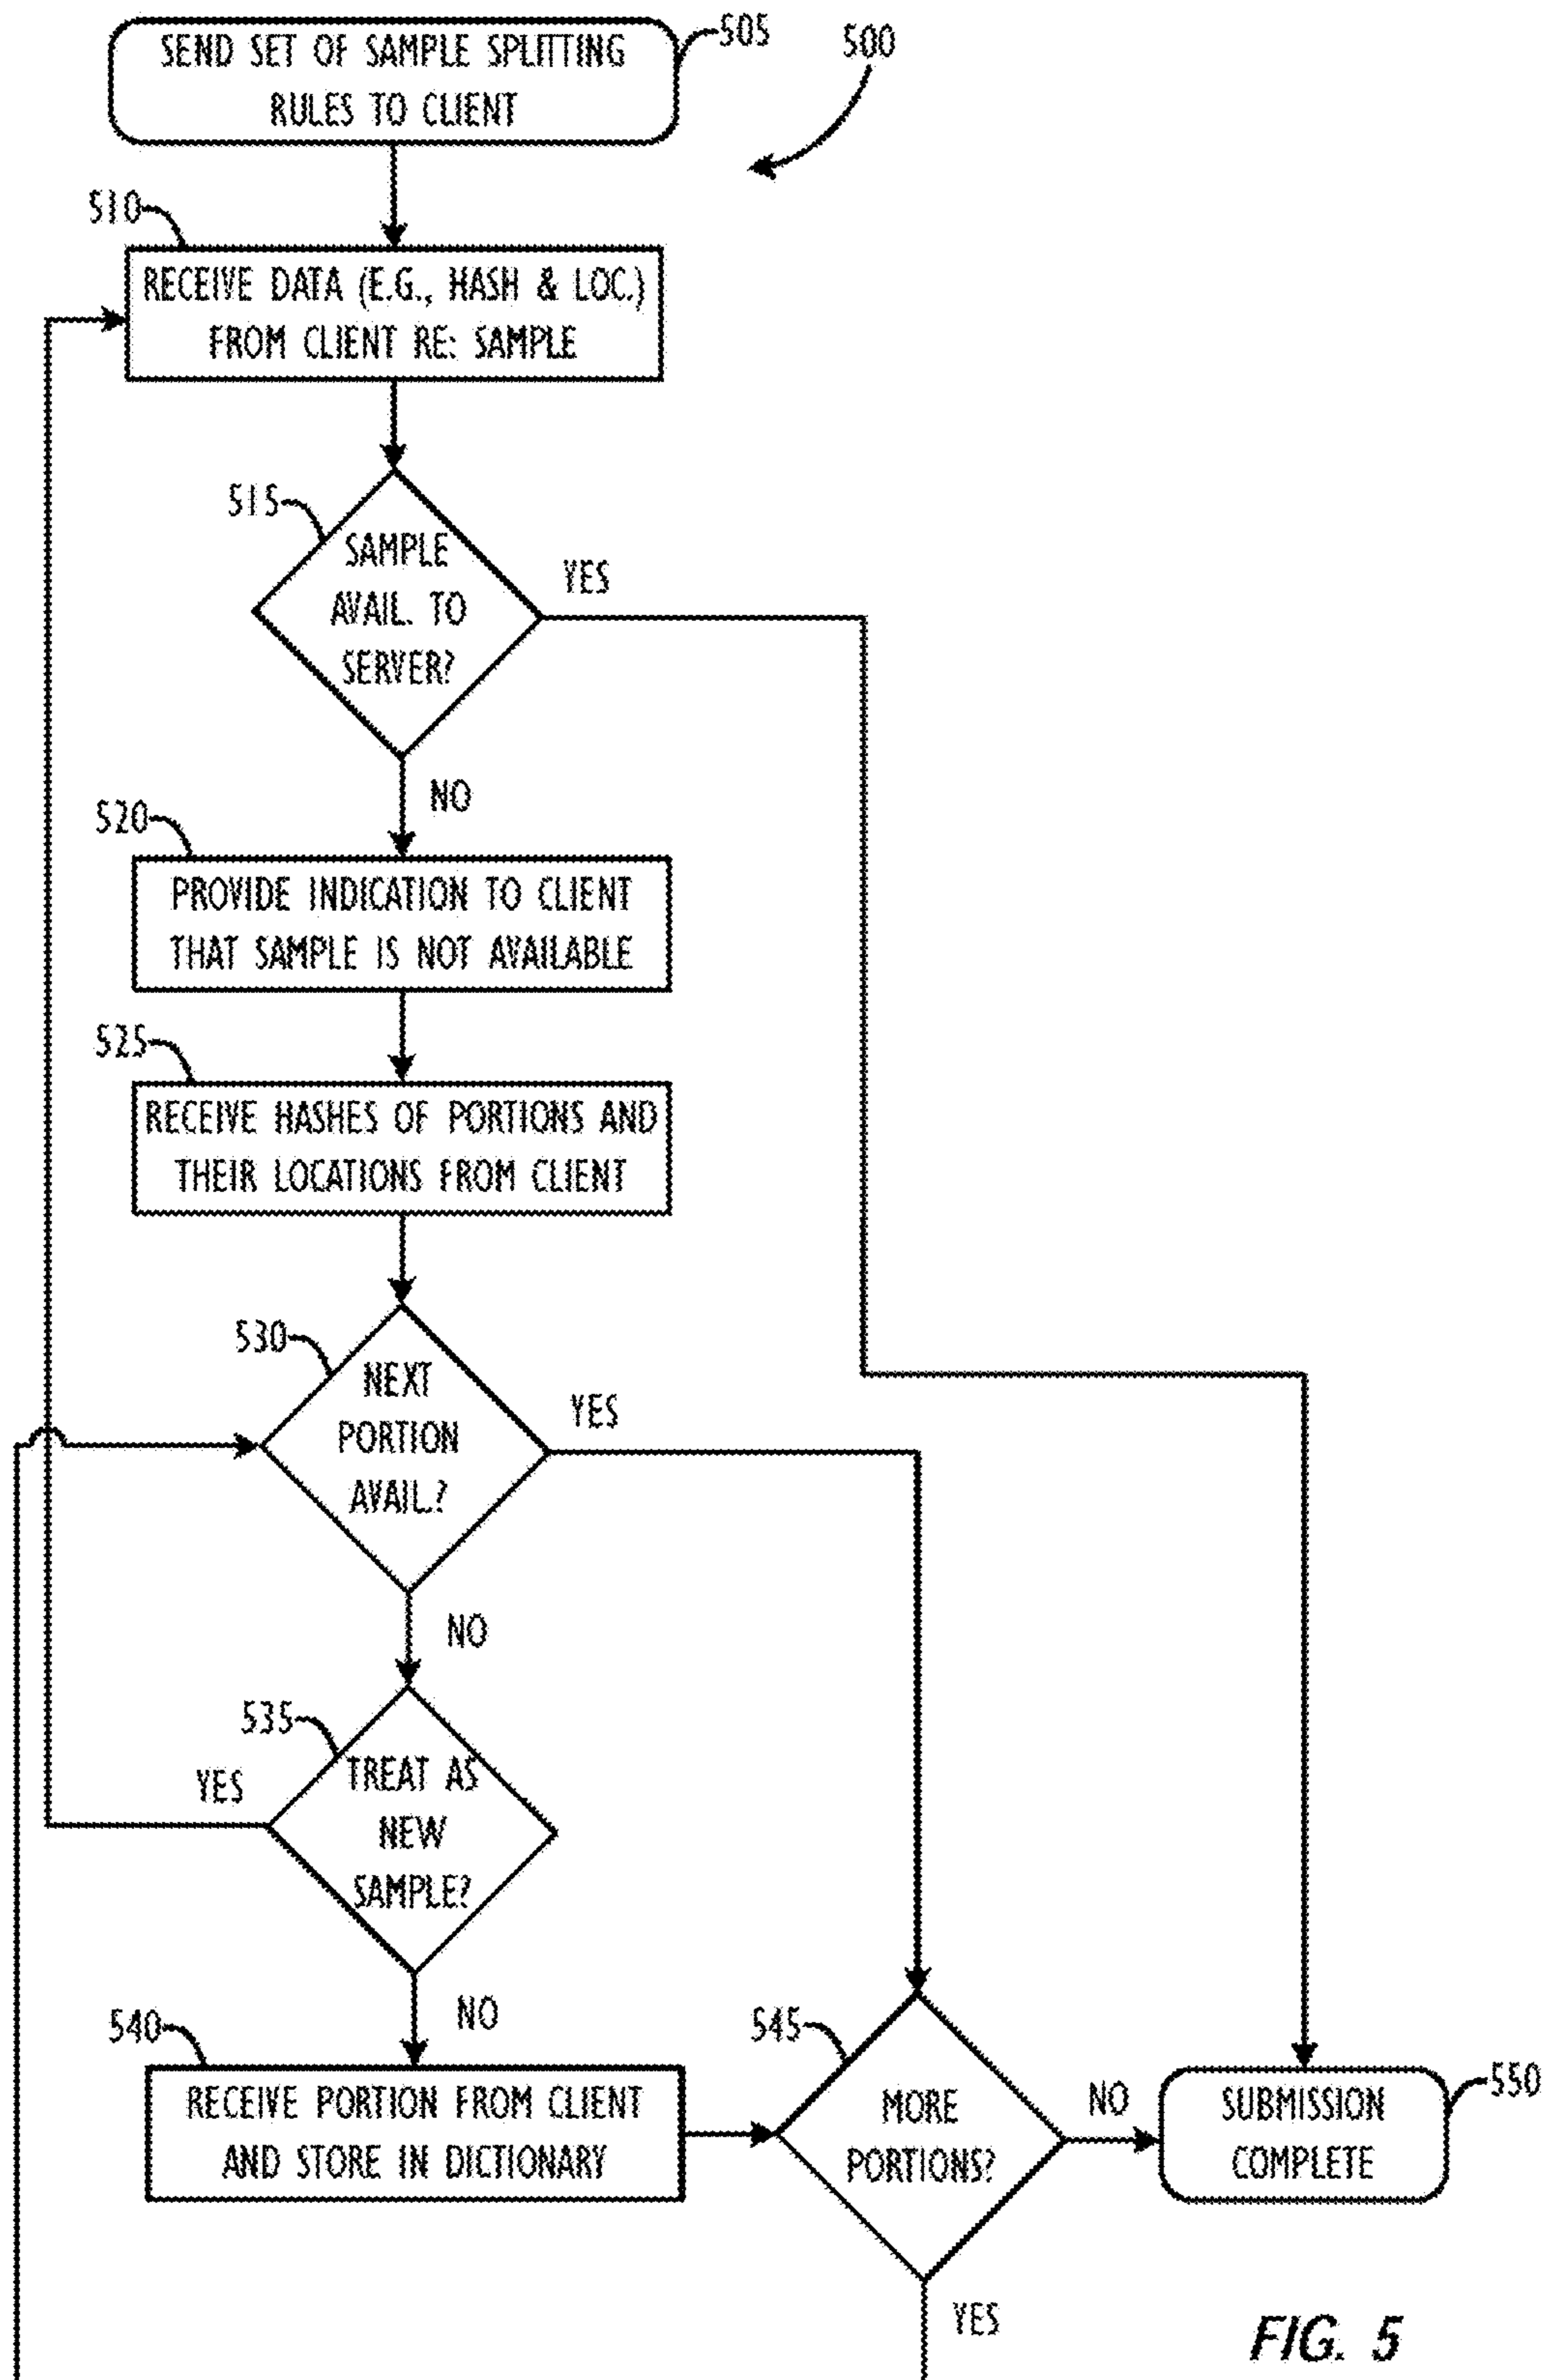 SEND SET OF SAMPLE SPLITTING
RULES TO CLIENT
505
500
510
RECEIVE DATA (E.G., HASH & LOC.)
FROM CLIENT RE: SAMPLE
515
SAMPLE
AVAIL. TO
SERVER?
YES
NO
520
PROVIDE INDICATION TO CLIENT
THAT SAMPLE IS NOT AVAILABLE
525
RECEIVE HASHES OF PORTIONS AND
THEIR LOCATIONS FROM CLIENT
530
NEXT
PORTION
AVAIL.?
YES
NO
535
TREAT AS
NEW
SAMPLE?
YES
NO
540
RECEIVE PORTION FROM CLIENT
AND STORE IN DICTIONARY
545
MORE
PORTIONS?
NO
YES
SUBMISSION
COMPLETE
550
FIG. 5